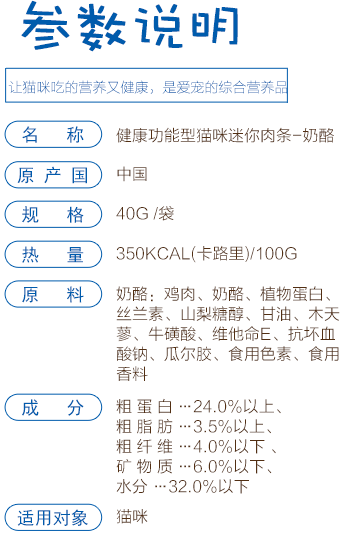 参数说明
让猫咪吃的营养又健康，是爱宠的综合营养品
名 称 健康功能型猫咪迷你肉条-奶酪
原 产 国 中国
规 格 40G /袋
热 量 350KCAL(卡路里)/100G
原 料 奶酪：鸡肉、奶酪、植物蛋白、
丝兰素、山梨糖醇、甘油、木天
蓼、牛磺酸、维他命E、抗坏血
酸钠、瓜尔胶、食用色素、食用
香料
成 分 粗 蛋 白 …24.0%以上、
粗 脂 肪 …3.5%以上、
粗 纤 维 …4.0%以下 、
矿 物 质 …6.0%以下、
水分 …32.0%以下
适用对象 猫咪